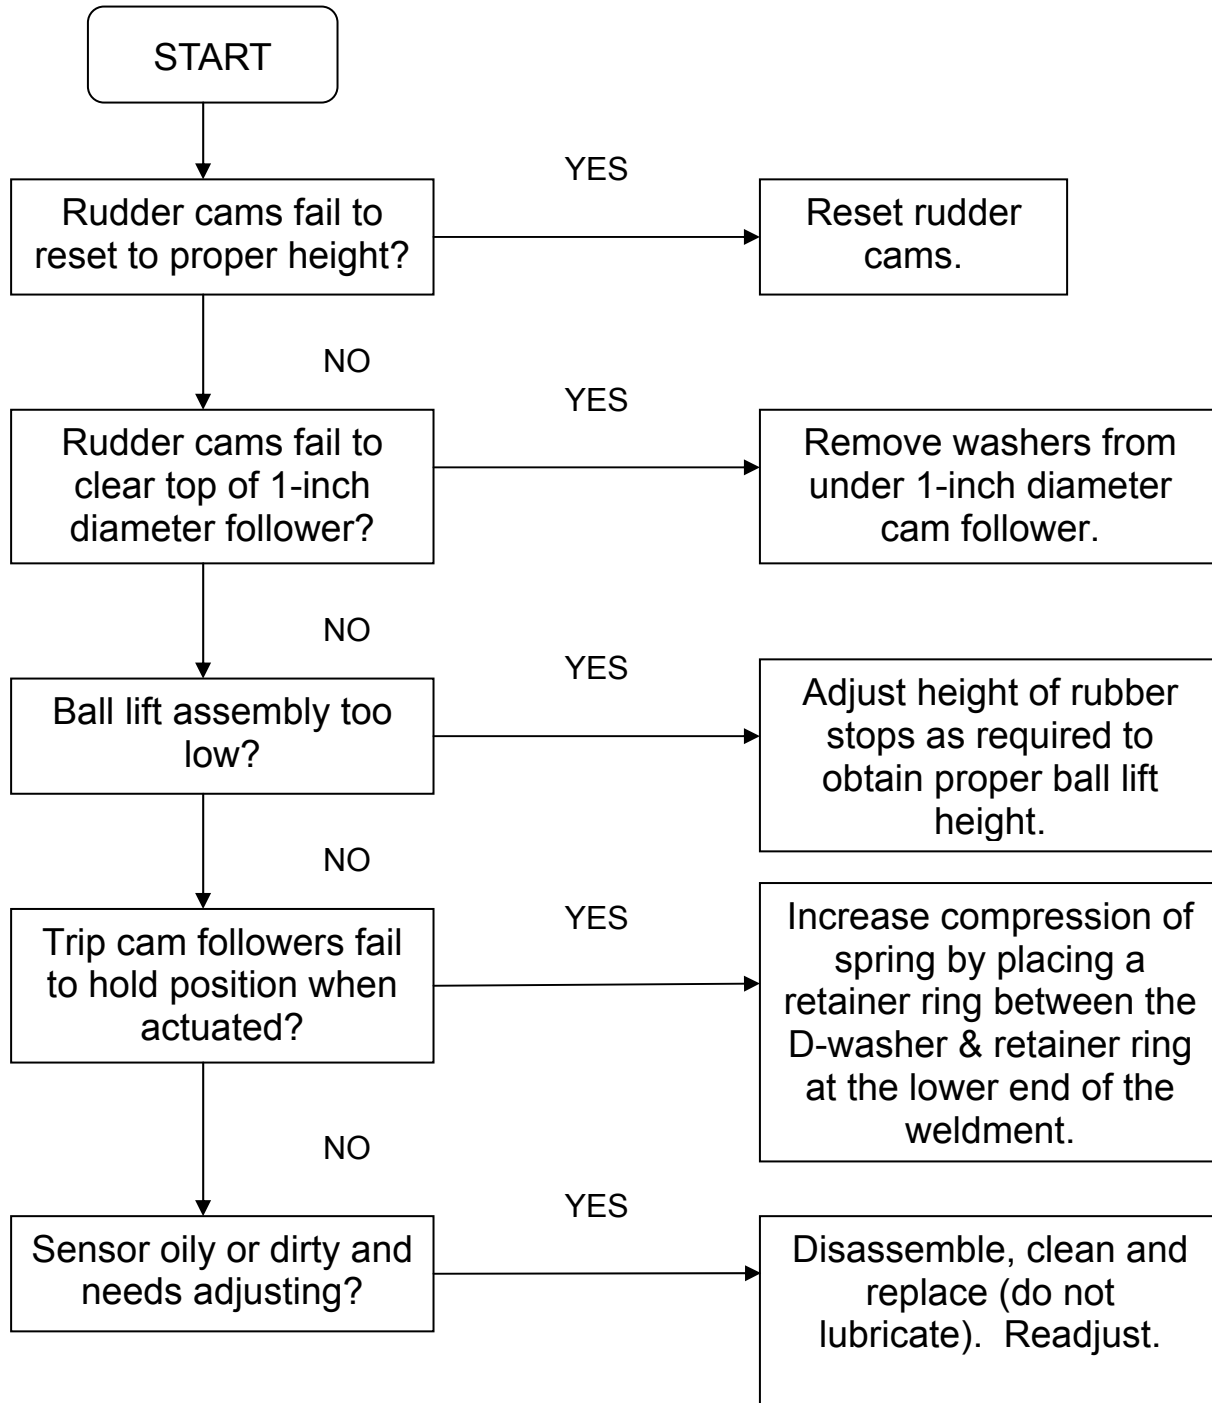 START
YES
Rudder cams fail to
reset to proper height?
Reset rudder
cams.
NO
YES
Rudder cams fail to
clear top of 1-inch
diameter follower?
Remove washers from
under 1-inch diameter
cam follower.
NO
YES
Ball lift assembly too
low?
Adjust height of rubber
stops as required to
obtain proper ball lift
height.
NO
YES
Trip cam followers fail
to hold position when
actuated?
Increase compression of
spring by placing a
retainer ring between the
D-washer & retainer ring
at the lower end of the
weldment.
NO
YES
Sensor oily or dirty and
needs adjusting?
Disassemble, clean and
replace (do not
lubricate).  Readjust.